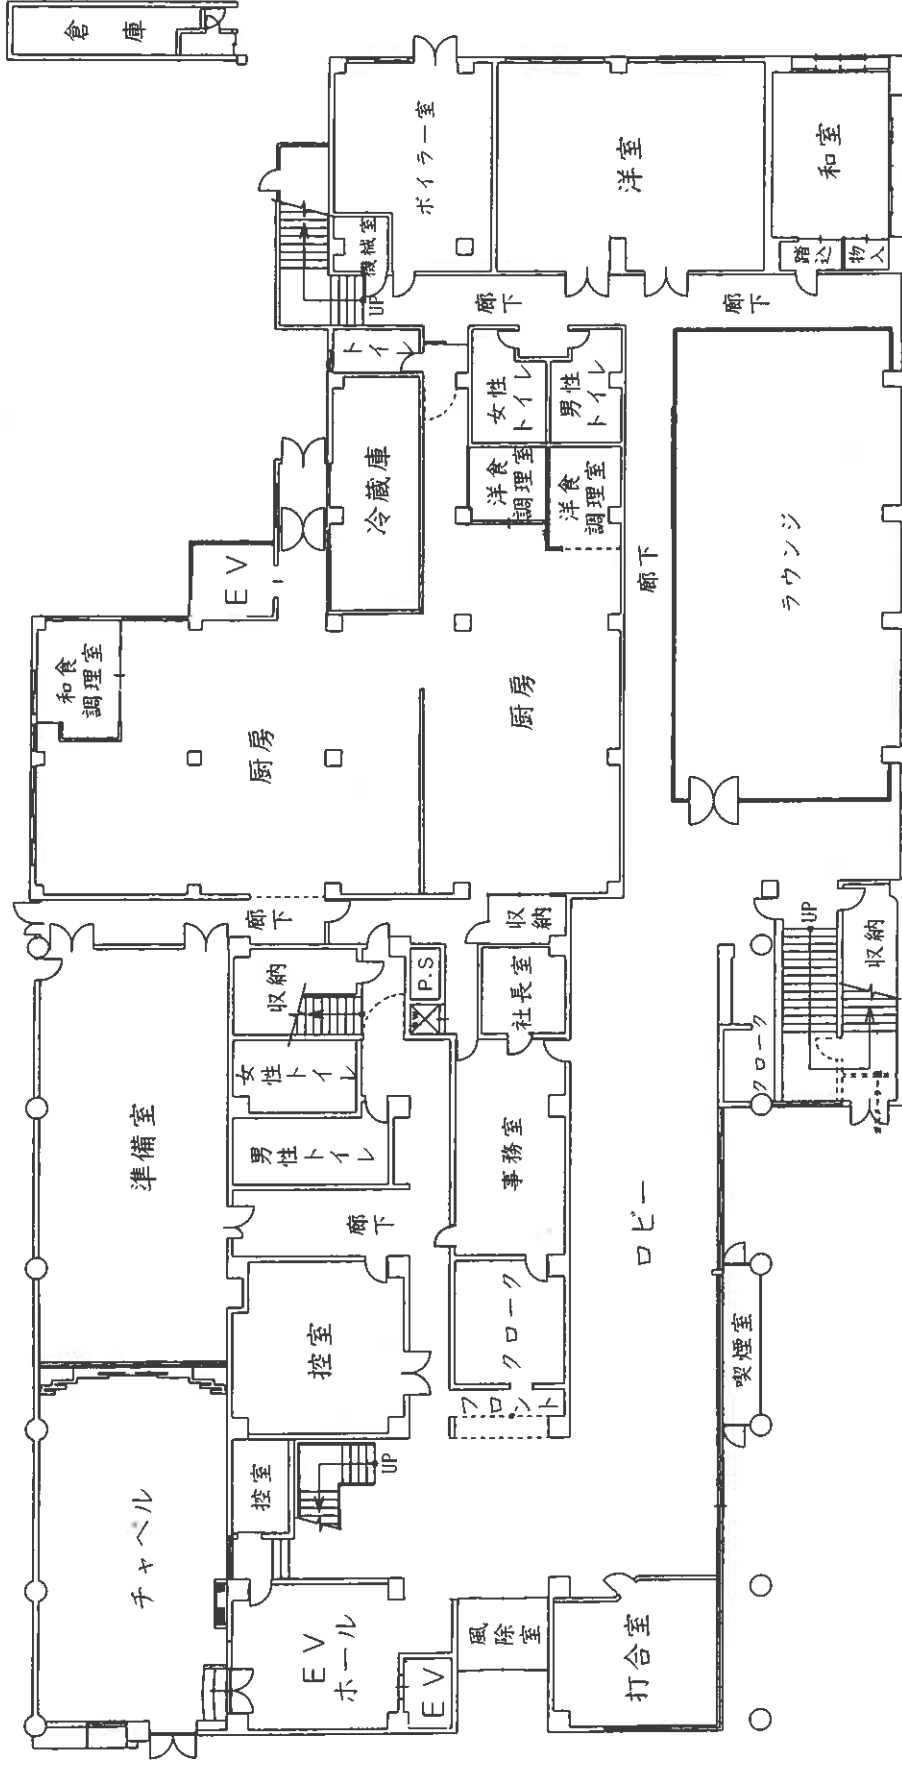 倉庫
ボイラー室
機械室
UP
洋室
和室
踏込
物入
廊下
廊下
トイレ
女性
トイレ
男性
トイレ
冷蔵庫
洋食
調理室
洋食
調理室
EV
和食
調理室
厨房
厨房
廊下
ラウンジ
廊下
収納
収納
P.S
社長室
女性トイレ
男性トイレ
準備室
廊下
事務室
クローク
フロント
控室
控室
UP
チャペル
EV
ホール
EV
風除室
打合室
ロビー
喫煙室
クローク
UP
収納